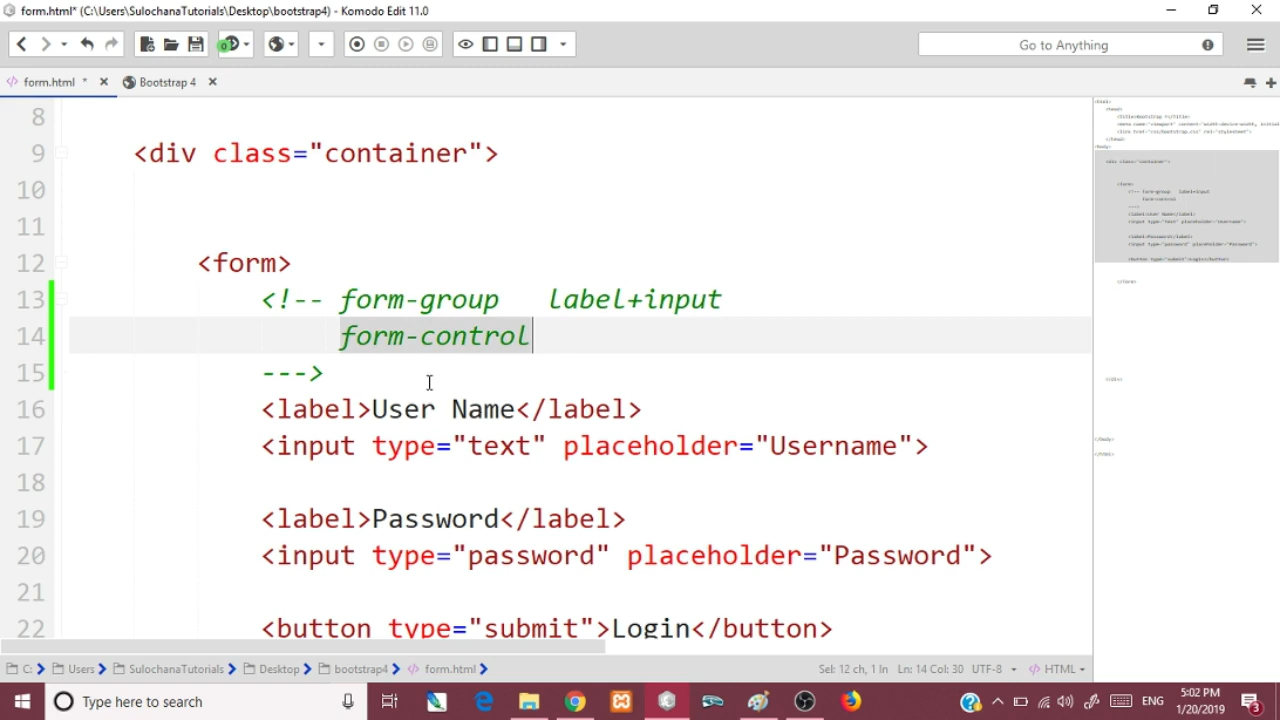 form.html* (C:\Users\SulochanaTutorials\Desktop\bootstrap4) - Komodo Edit 11.0
Go to Anything
form.html *
Bootstrap 4
8
9 <div class="container">
10
11
12 <form>
13 <!-- form-group label+input
14 form-control
15 --->
16 <label>User Name</label>
17 <input type="text" placeholder="Username">
18
19 <label>Password</label>
20 <input type="password" placeholder="Password">
21
22 <button type="submit">Login</button>
C: Users SulochanaTutorials Desktop bootstrap4 form.html Sel: 12 ch, 1 ln Ln: 14 Col: 30 UTF-8 HTML
Type here to search
ENG
5:02 PM
1/20/2019
3